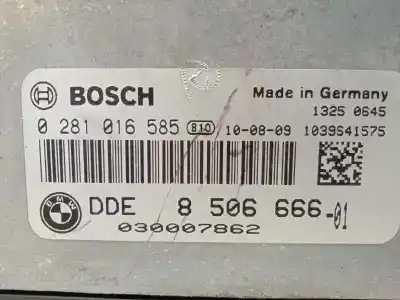 BOSCH
Made in Germany
1325 0645
0 281 016 585 B10 10-08-09 1039S41575
BMW DDE 8 506 666-01
030007862